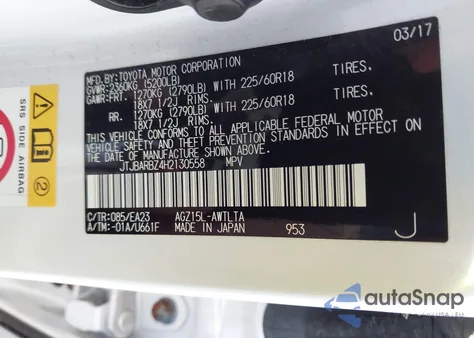 MFD.BY:TOYOTA MOTOR CORPORATION 03/17
GVWR:2360KG (5200LB)
GAWR:FRT. 1270KG (2790LB) WITH 225/60R18 TIRES.
18X7 1/2J RIMS.
RR. 1270KG (2790LB) WITH 225/60R18 TIRES.
18X7 1/2J RIMS.
THIS VEHICLE CONFORMS TO ALL APPLICABLE FEDERAL MOTOR
VEHICLE SAFETY AND THEFT PREVENTION STANDARDS IN EFFECT ON
THE DATE OF MANUFACTURE SHOWN ABOVE.
JTJBARBZ4H2130558 MPV
C/TR:085/EA23 AGZ15L-AWTLTA
A/TM:-01A/U661F MADE IN JAPAN 953 J
SRS SIDE AIRBAG
2
autoSnap